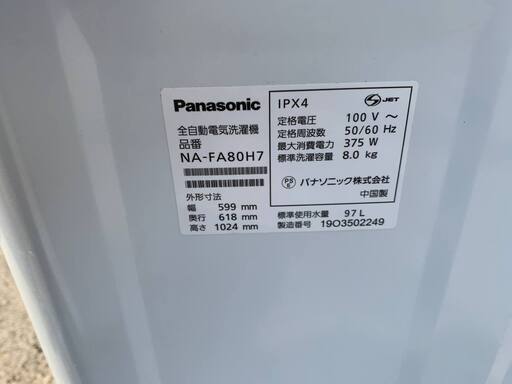 Panasonic
全自動電気洗濯機
品番
NA-FA80H7
外形寸法
幅 599 mm
奥行 618 mm
高さ 1024 mm
IPX4
S JET
定格電圧 100 V ～
定格周波数 50/60 Hz
最大消費電力 375 W
標準洗濯容量 8.0 kg
PS E パナソニック株式会社
中国製
標準使用水量 97 L
製造番号 19O3502249